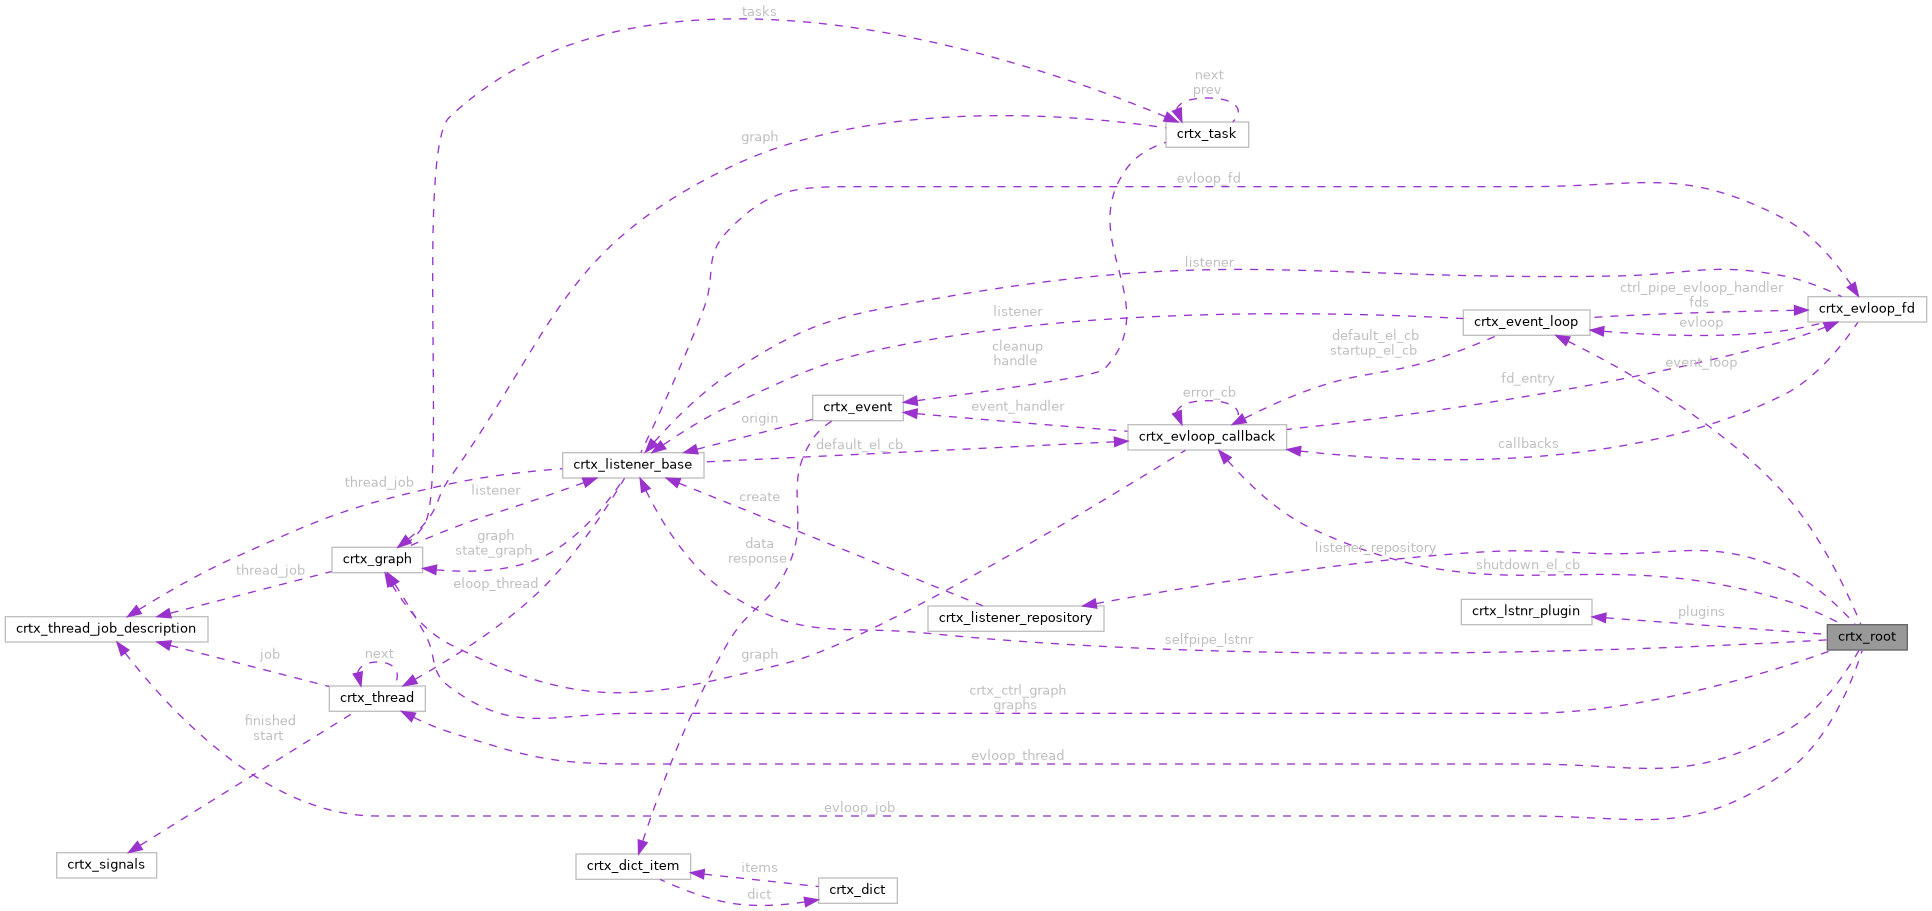 tasks
next
prev
crtx_task
graph
evloop_fd
listener
ctrl_pipe_evloop_handler
fds
crtx_evloop_fd
listener
crtx_event_loop
evloop
default_el_cb
startup_el_cb
cleanup
handle
event_loop
fd_entry
error_cb
crtx_event
event_handler
origin
crtx_evloop_callback
default_el_cb
callbacks
crtx_listener_base
thread_job
listener
create
graph
state_graph
data
response
listener_repository
crtx_graph
shutdown_el_cb
thread_job
eloop_thread
crtx_lstnr_plugin
plugins
crtx_listener_repository
crtx_thread_job_description
crtx_root
selfpipe_lstnr
job
next
graph
crtx_thread
crtx_ctrl_graph
graphs
finished
start
evloop_thread
evloop_job
crtx_signals
crtx_dict_item
items
crtx_dict
dict